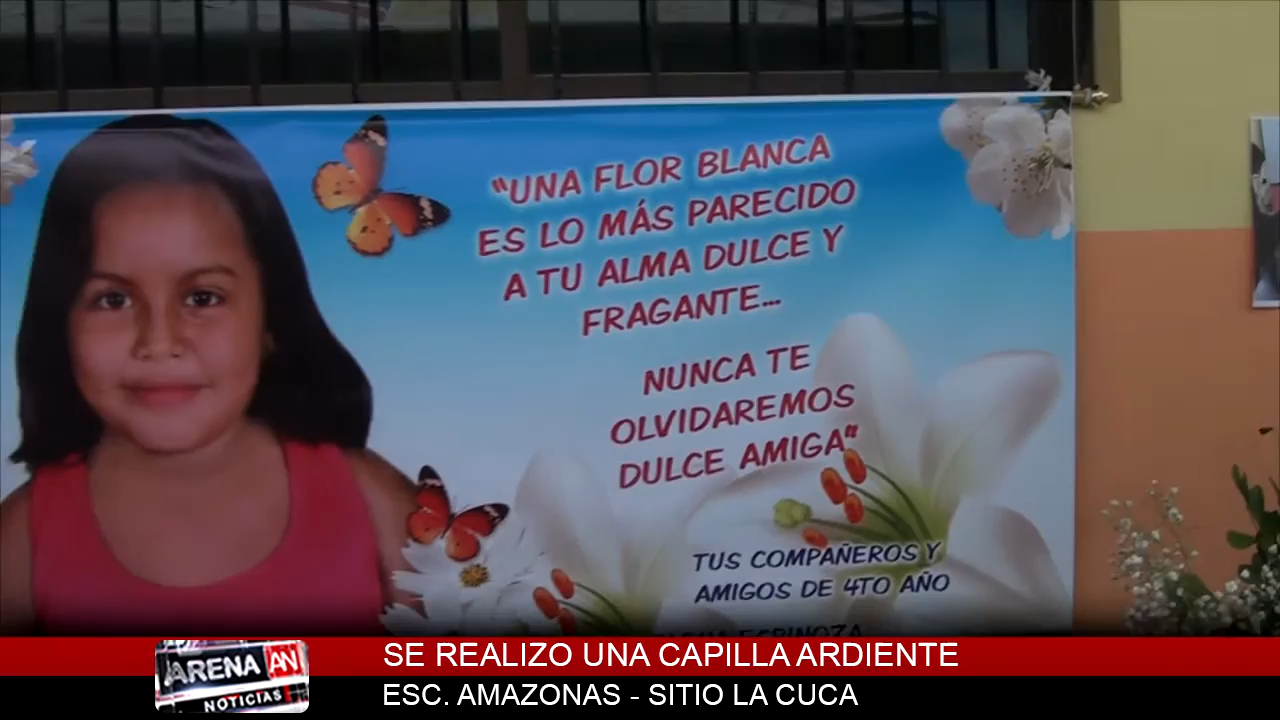 “UNA FLOR BLANCA
ES LO MÁS PARECIDO
A TU ALMA DULCE Y
FRAGANTE...
NUNCA TE
OLVIDAREMOS
DULCE AMIGA“
TUS COMPAÑEROS Y
AMIGOS DE 4TO AÑO
ESPINOZA
ARENA AN
NOTICIAS
SE REALIZO UNA CAPILLA ARDIENTE
ESC. AMAZONAS - SITIO LA CUCA